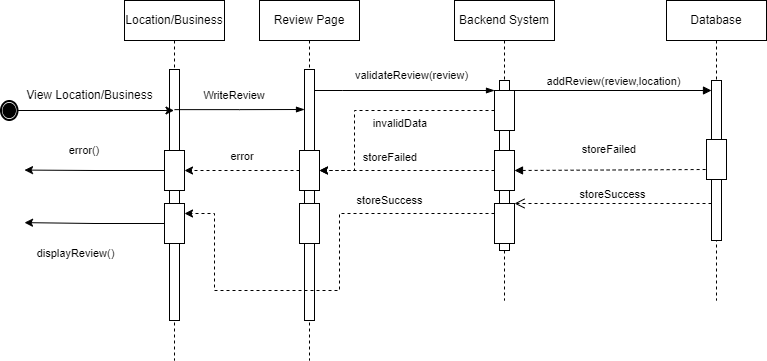 Location/Business
Review Page
Backend System
Database
View Location/Business
WriteReview
validateReview(review)
addReview(review,location)
invalidData
error()
error
storeFailed
storeFailed
storeSuccess
storeSuccess
displayReview()